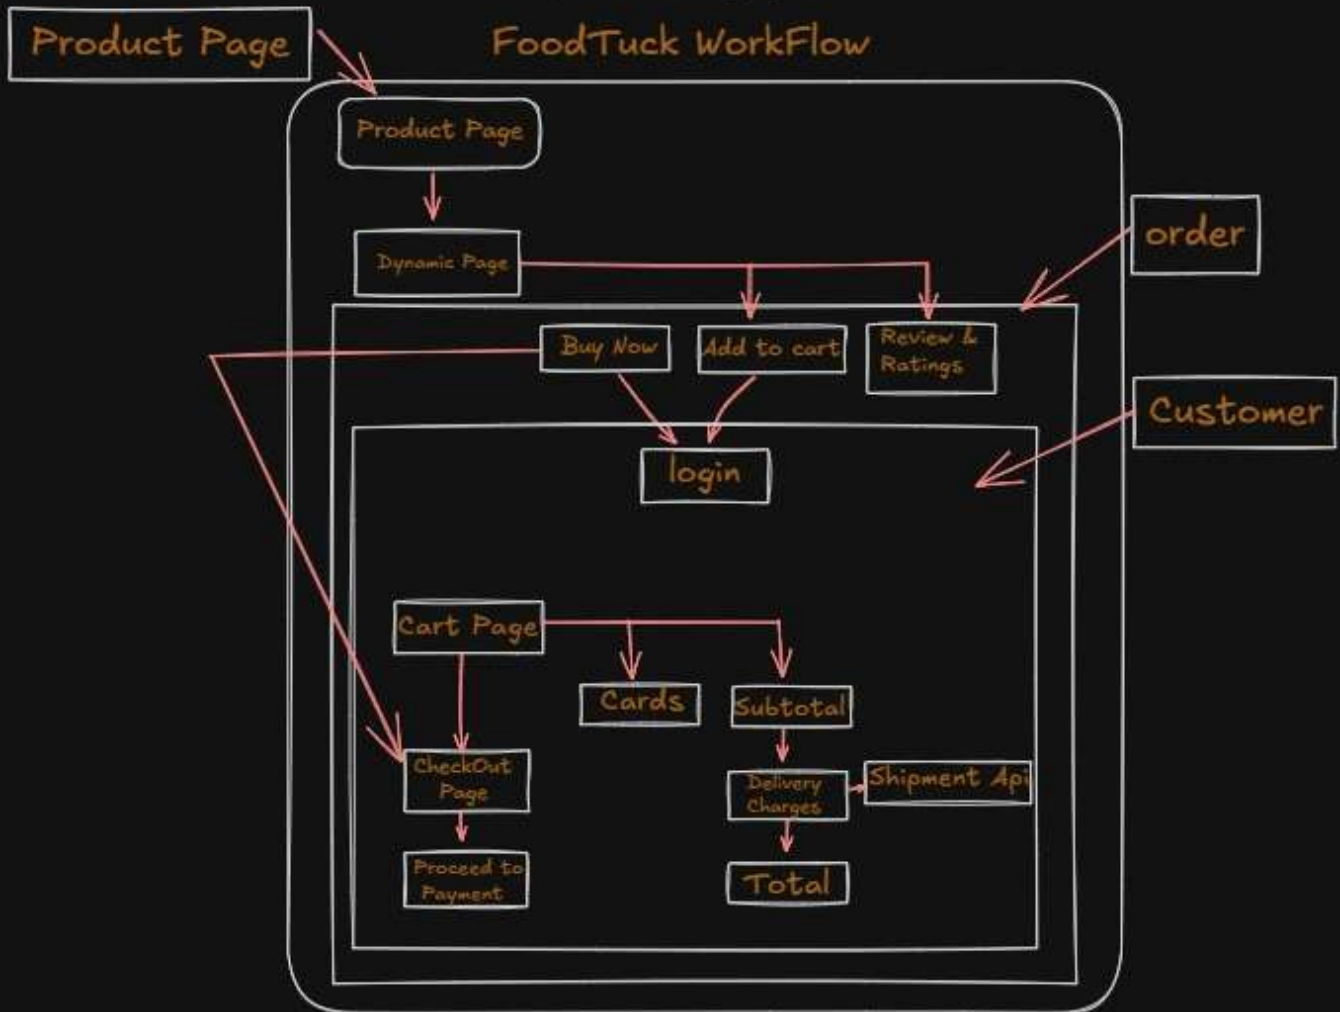 Product Page
FoodTuck WorkFlow
Product Page
order
Dynamic Page
Buy Now
Add to cart
Review &
Ratings
Customer
login
Cart Page
Cards
Subtotal
CheckOut
Page
Delivery
Charges
Shipment Api
Proceed to
Payment
Total